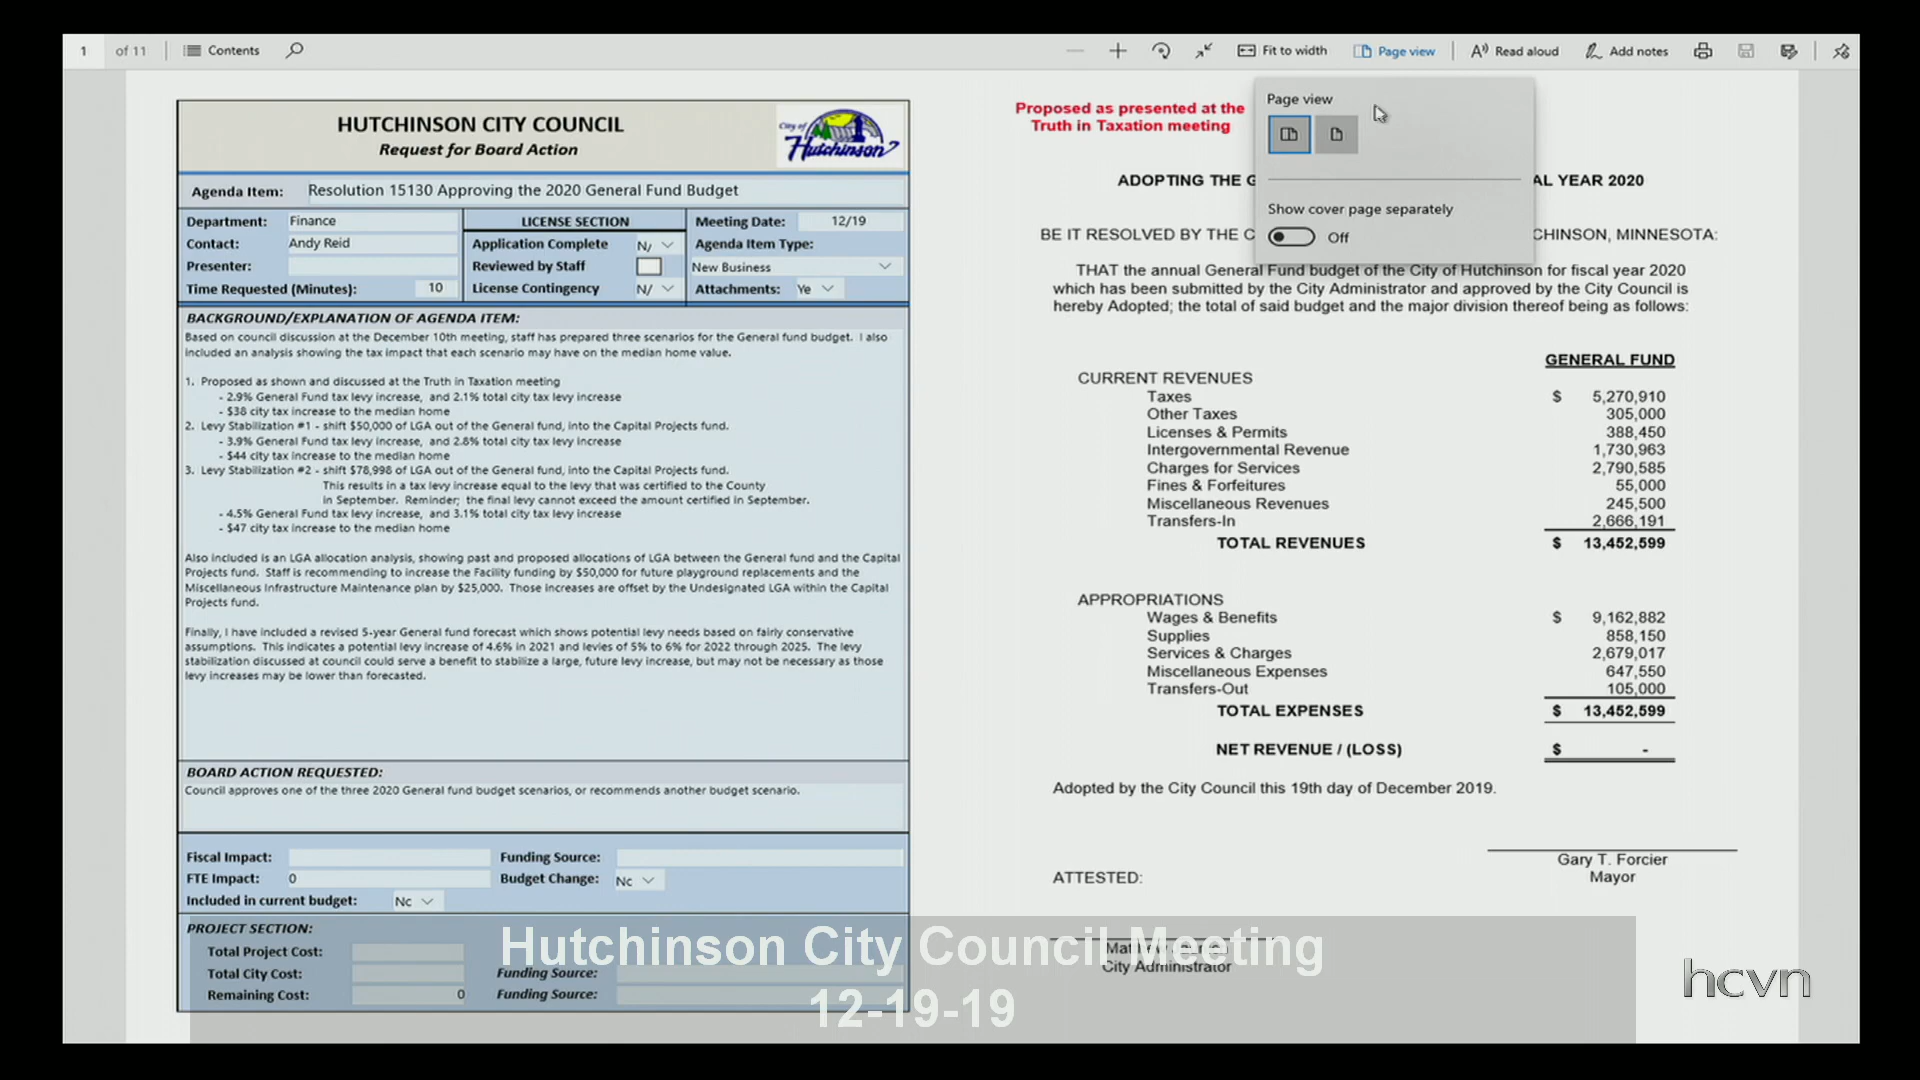 1 of 11 Contents Fit to width Page view Read aloud Add notes
HUTCHINSON CITY COUNCIL
Request for Board Action
City of
Hutchinson
Agenda Item: Resolution 15130 Approving the 2020 General Fund Budget
Department: Finance LICENSE SECTION Meeting Date: 12/19
Contact: Andy Reid Application Complete N/ Agenda Item Type:
Presenter: Reviewed by Staff New Business
Time Requested (Minutes): 10 License Contingency N/ Attachments: Ye
BACKGROUND/EXPLANATION OF AGENDA ITEM:
Based on council discussion at the December 10th meeting, staff has prepared three scenarios for the General fund budget. I also
included an analysis showing the tax impact that each scenario may have on the median home value.
1. Proposed as shown and discussed at the Truth in Taxation meeting
- 2.9% General Fund tax levy increase, and 2.1% total city tax levy increase
- $38 city tax increase to the median home
2. Levy Stabilization #1 - shift $50,000 of LGA out of the General fund, into the Capital Projects fund.
- 3.9% General Fund tax levy increase, and 2.8% total city tax levy increase
- $44 city tax increase to the median home
3. Levy Stabilization #2 - shift $78,998 of LGA out of the General fund, into the Capital Projects fund.
This results in a tax levy increase equal to the levy that was certified to the County
in September. Reminder; the final levy cannot exceed the amount certified in September.
- 4.5% General Fund tax levy increase, and 3.1% total city tax levy increase
- $47 city tax increase to the median home
Also included is an LGA allocation analysis, showing past and proposed allocations of LGA between the General fund and the Capital
Projects fund. Staff is recommending to increase the Facility funding by $50,000 for future playground replacements and the
Miscellaneous Infrastructure Maintenance plan by $25,000. Those increases are offset by the Undesignated LGA within the Capital
Projects fund.
Finally, I have included a revised 5-year General fund forecast which shows potential levy needs based on fairly conservative
assumptions. This indicates a potential levy increase of 4.6% in 2021 and levies of 5% to 6% for 2022 through 2025. The levy
stabilization discussed at council could serve a benefit to stabilize a large, future levy increase, but may not be necessary as those
levy increases may be lower than forecasted.
BOARD ACTION REQUESTED:
Council approves one of the three 2020 General fund budget scenarios, or recommends another budget scenario.
Fiscal Impact: Funding Source:
FTE Impact: 0 Budget Change: Nc
Included in current budget: Nc
PROJECT SECTION:
Total Project Cost:
Total City Cost: Funding Source:
Remaining Cost: 0 Funding Source:
Proposed as presented at the
Truth in Taxation meeting
Page view
Show cover page separately
Off
ADOPTING THE G AL YEAR 2020
BE IT RESOLVED BY THE C CHINSON, MINNESOTA:
THAT the annual General Fund budget of the City of Hutchinson for fiscal year 2020
which has been submitted by the City Administrator and approved by the City Council is
hereby Adopted; the total of said budget and the major division thereof being as follows:
GENERAL FUND
CURRENT REVENUES
Taxes $ 5,270,910
Other Taxes 305,000
Licenses & Permits 388,450
Intergovernmental Revenue 1,730,963
Charges for Services 2,790,585
Fines & Forfeitures 55,000
Miscellaneous Revenues 245,500
Transfers-In 2,666,191
TOTAL REVENUES $ 13,452,599
APPROPRIATIONS
Wages & Benefits $ 9,162,882
Supplies 858,150
Services & Charges 2,679,017
Miscellaneous Expenses 647,550
Transfers-Out 105,000
TOTAL EXPENSES $ 13,452,599
NET REVENUE / (LOSS) $ -
Adopted by the City Council this 19th day of December 2019.
Gary T. Forcier
Mayor
ATTESTED:
City Administrator
Hutchinson City Council Meeting
12-19-19
hcvn